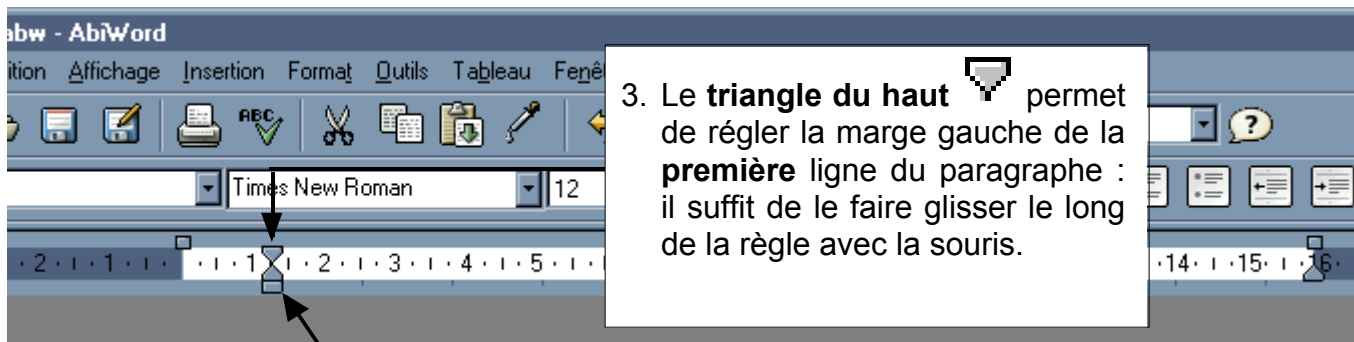 abw - AbiWord
ition Affichage Insertion Format Outils Tableau Fenê
ABC
Times New Roman 12
· 2 · ı · 1 · ı · · ı · 1 ı · 2 · ı · 3 · ı · 4 · ı · 5 · ı · ·14· ı ·15· ı ·16·
3. Le triangle du haut permet
de régler la marge gauche de la
première ligne du paragraphe :
il suffit de le faire glisser le long
de la règle avec la souris.